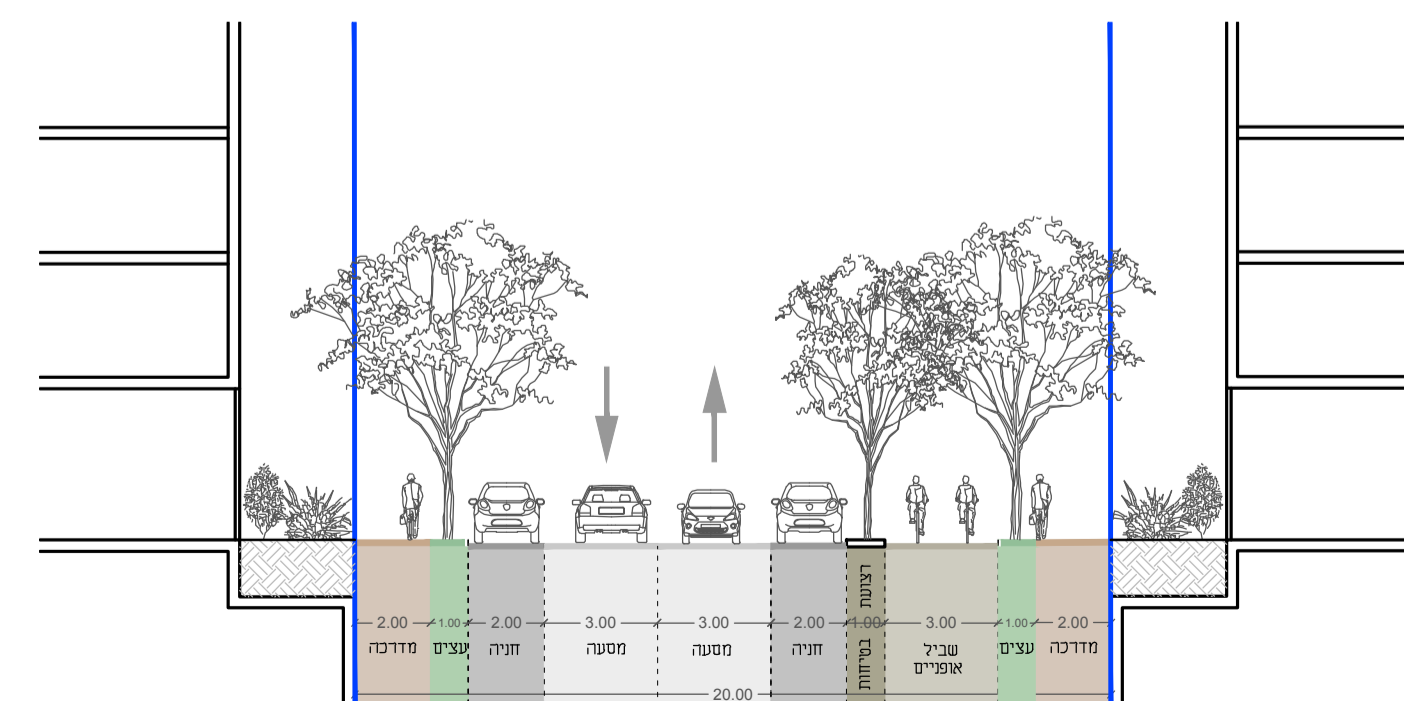 רצועת בטיחות
2.00 1.00 2.00 3.00 3.00 2.00 1.00 3.00 1.00 2.00
מדרכה עצים חניה מסעה מסעה חניה שביל עצים מדרכה
אופניים
20.00